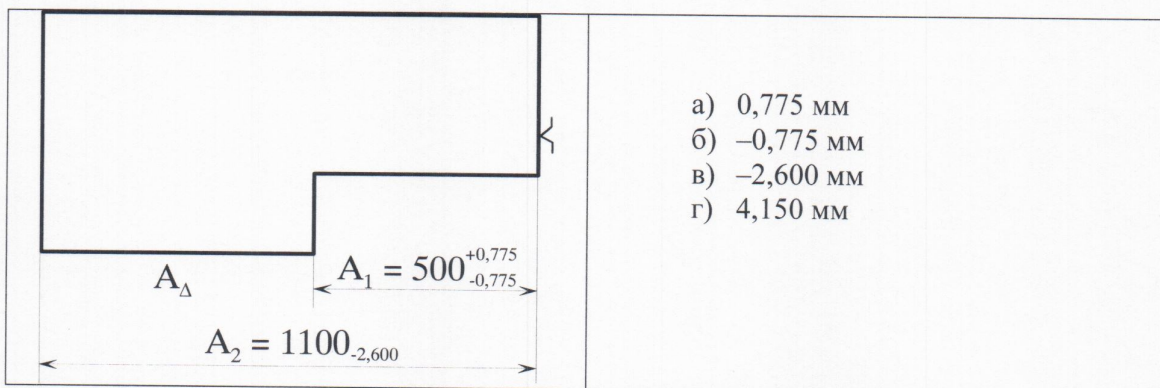 а) 0,775 мм
б) –0,775 мм
в) –2,600 мм
г) 4,150 мм
A_Δ
A₁ = 500 +0,775 -0,775
A₂ = 1100 -2,600